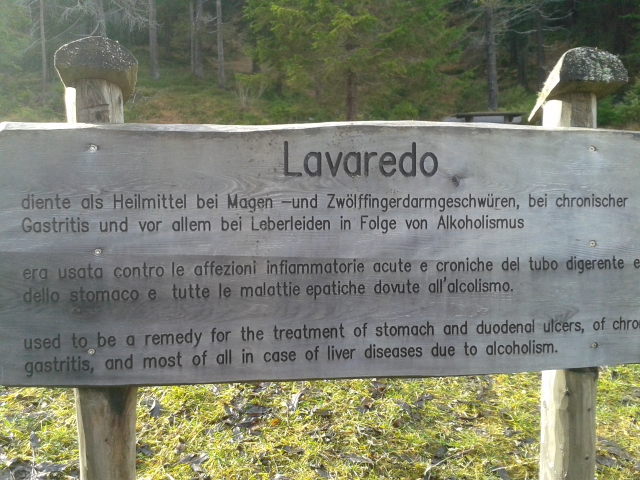 Lavaredo
diente als Heilmittel bei Magen –und Zwölffingerdarmgeschwüren, bei chronischer
Gastritis und vor allem bei Leberleiden in Folge von Alkoholismus
era usata contro le affezioni infiammatorie acute e croniche del tubo digerente e
dello stomaco e tutte le malattie epatiche dovute all'alcolismo.
used to be a remedy for the treatment of stomach and duodenal ulcers, of chro
gastritis, and most of all in case of liver diseases due to alcoholism.